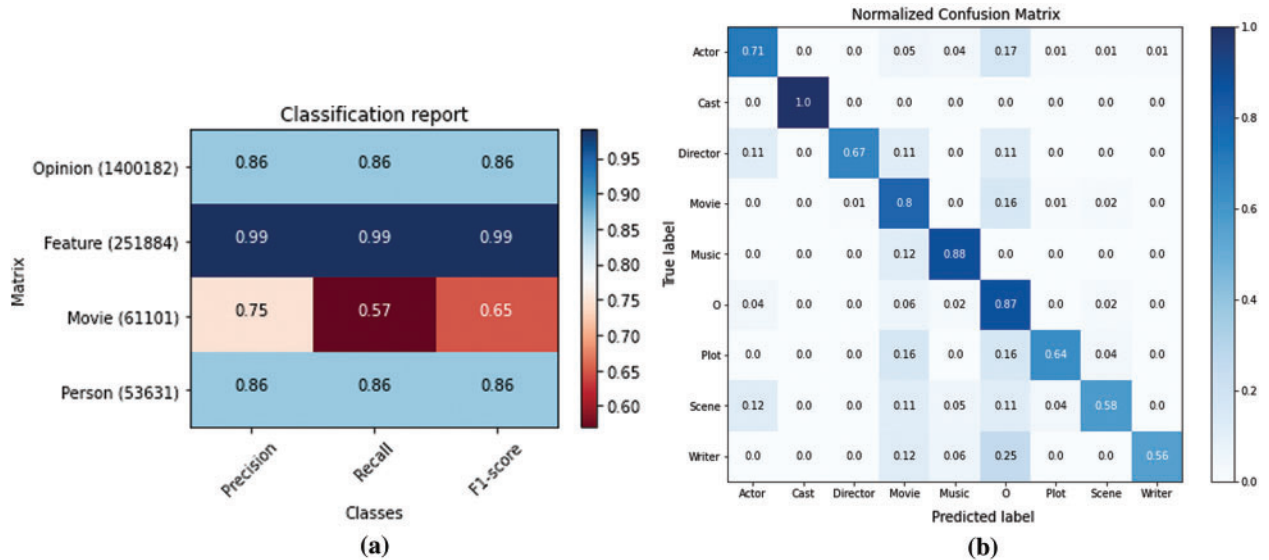 Classification report
Matrix
Opinion (1400182) 0.86 0.86 0.86
Feature (251884) 0.99 0.99 0.99
Movie (61101) 0.75 0.57 0.65
Person (53631) 0.86 0.86 0.86
Precision Recall F1-score
Classes
0.95
0.90
0.85
0.80
0.75
0.70
0.65
0.60
(a)
Normalized Confusion Matrix
True label
Actor 0.71 0.0 0.0 0.05 0.04 0.17 0.01 0.01 0.01
Cast 0.0 1.0 0.0 0.0 0.0 0.0 0.0 0.0 0.0
Director 0.11 0.0 0.67 0.11 0.0 0.11 0.0 0.0 0.0
Movie 0.0 0.0 0.01 0.8 0.0 0.16 0.01 0.02 0.0
Music 0.0 0.0 0.0 0.12 0.88 0.0 0.0 0.0 0.0
O 0.04 0.0 0.0 0.06 0.02 0.87 0.0 0.02 0.0
Plot 0.0 0.0 0.0 0.16 0.0 0.16 0.64 0.04 0.0
Scene 0.12 0.0 0.0 0.11 0.05 0.11 0.04 0.58 0.0
Writer 0.0 0.0 0.0 0.12 0.06 0.25 0.0 0.0 0.56
Actor Cast Director Movie Music O Plot Scene Writer
Predicted label
1.0
0.8
0.6
0.4
0.2
0.0
(b)